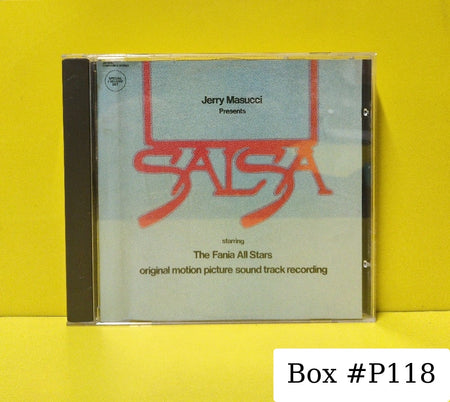 Jerry Masucci
Presents
SALSA
starring
The Fania All Stars
original motion picture sound track recording
Box #P118